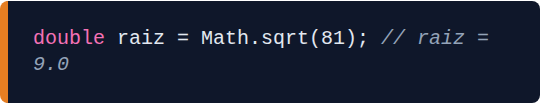 double raiz = Math.sqrt(81); // raiz =
9.0